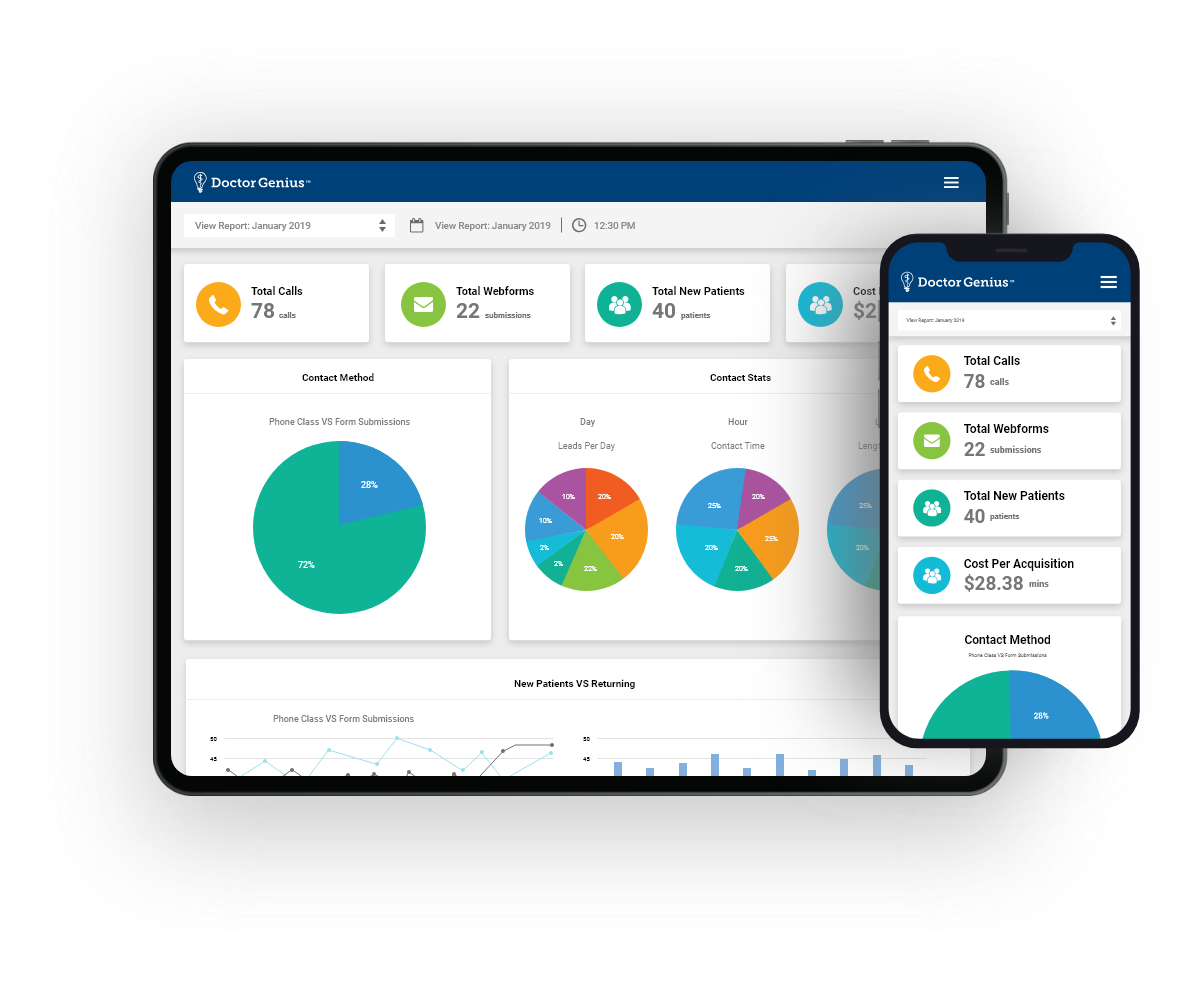 Doctor Genius™
View Report: January 2019
View Report: January 2019
12:30 PM
Total Calls
78 calls
Total Webforms
22 submissions
Total New Patients
40 patients
Cost
$2
Contact Method
Phone Class VS Form Submissions
28%
72%
Contact Stats
Day
Leads Per Day
10%
20%
10%
20%
2%
2%
22%
Hour
Contact Time
20%
25%
25%
20%
20%
Leng
25%
20%
New Patients VS Returning
Phone Class VS Form Submissions
50
45
50
45
Doctor Genius™
View Report: January 2019
Total Calls
78 calls
Total Webforms
22 submissions
Total New Patients
40 patients
Cost Per Acquisition
$28.38 mins
Contact Method
Phone Class VS Form Submissions
28%